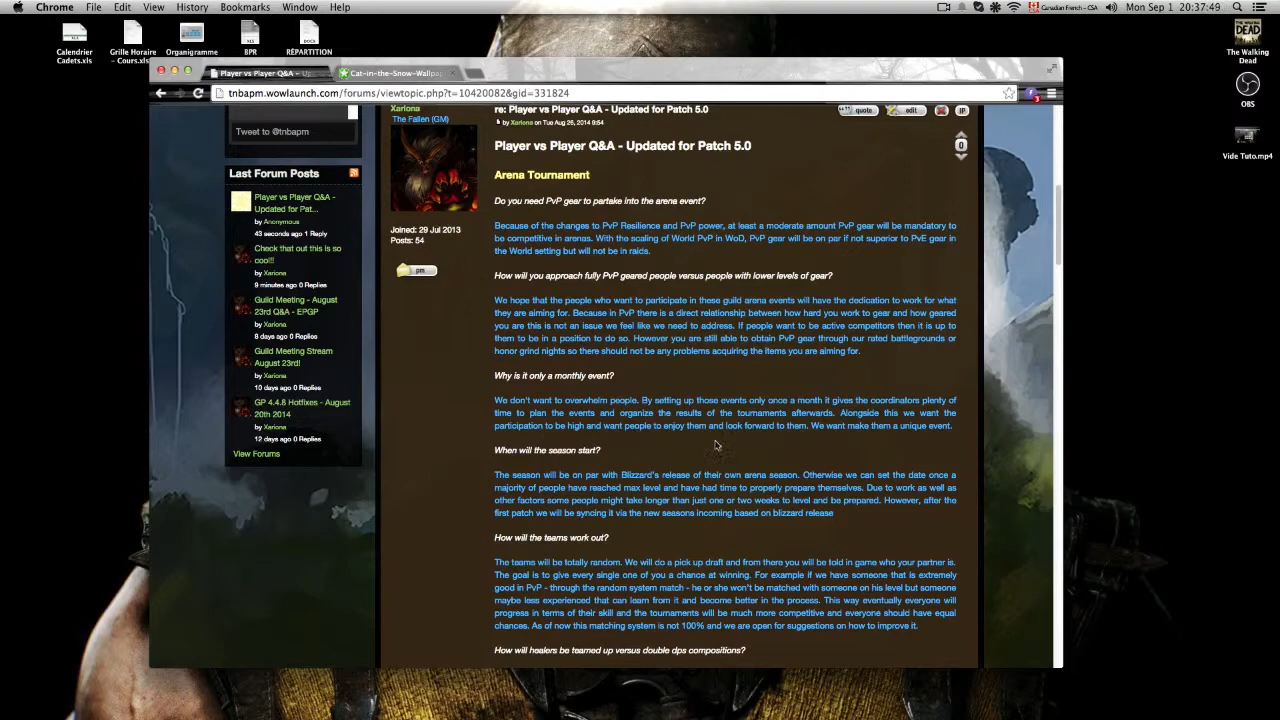 Chrome File Edit View History Bookmarks Window Help
Canadian French – CSA Mon Sep 1 20:37:49
Calendrier Cadets.xls
Grille Horaire – Cours.xls
Organigramme
BPR
RÉPARTITION
The Walking Dead
OBS
Vide Tuto.mp4
Player vs Player Q&A - Up
Cat-in-the-Snow-Wallpap
tnbapm.wowlaunch.com/forums/viewtopic.php?t=10420082&gid=331824
Tweet to @tnbapm
Last Forum Posts
Player vs Player Q&A -
Updated for Pat...
by Anonymous
43 seconds ago 1 Reply
Check that out this is so
cool!!
by Xariona
9 minutes ago 0 Replies
Guild Meeting - August
23rd Q&A - EPGP
by Xariona
8 days ago 0 Replies
Guild Meeting Stream
August 23rd!
by Xariona
10 days ago 0 Replies
GP 4.4.8 Hotfixes - August
20th 2014
by Xariona
12 days ago 0 Replies
View Forums
Xariona
The Fallen (GM)
Joined: 29 Jul 2013
Posts: 54
pm
re: Player vs Player Q&A - Updated for Patch 5.0
by Xariona on Tue Aug 26, 2014 9:54
quote edit IP
0
Player vs Player Q&A - Updated for Patch 5.0
Arena Tournament
Do you need PvP gear to partake into the arena event?
Because of the changes to PvP Resilience and PvP power, at least a moderate amount PvP gear will be mandatory to
be competitive in arenas. With the scaling of World PvP in WoD, PvP gear will be on par if not superior to PvE gear in
the World setting but will not be in raids.
How will you approach fully PvP geared people versus people with lower levels of gear?
We hope that the people who want to participate in these guild arena events will have the dedication to work for what
they are aiming for. Because in PvP there is a direct relationship between how hard you work to gear and how geared
you are this is not an issue we feel like we need to address. If people want to be active competitors then it is up to
them to be in a position to do so. However you are still able to obtain PvP gear through our rated battlegrounds or
honor grind nights so there should not be any problems acquiring the items you are aiming for.
Why is it only a monthly event?
We don't want to overwhelm people. By setting up those events only once a month it gives the coordinators plenty of
time to plan the events and organize the results of the tournaments afterwards. Alongside this we want the
participation to be high and want people to enjoy them and look forward to them. We want make them a unique event.
When will the season start?
The season will be on par with Blizzard's release of their own arena season. Otherwise we can set the date once a
majority of people have reached max level and have had time to properly prepare themselves. Due to work as well as
other factors some people might take longer than just one or two weeks to level and be prepared. However, after the
first patch we will be syncing it via the new seasons incoming based on blizzard release
How will the teams work out?
The teams will be totally random. We will do a pick up draft and from there you will be told in game who your partner is.
The goal is to give every single one of you a chance at winning. For example if we have someone that is extremely
good in PvP - through the random system match - he or she won't be matched with someone on his level but someone
maybe less experienced that can learn from it and become better in the process. This way eventually everyone will
progress in terms of their skill and the tournaments will be much more competitive and everyone should have equal
chances. As of now this matching system is not 100% and we are open for suggestions on how to improve it.
How will healers be teamed up versus double dps compositions?